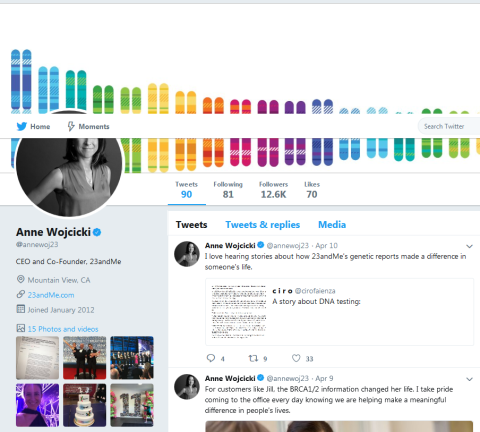 Home
Moments
Search Twitter
Tweets
Following
Followers
Likes
90
81
12.6K
70
Anne Wojcicki
@annewoj23
CEO and Co-Founder, 23andMe
Mountain View, CA
23andMe.com
Joined January 2012
15 Photos and videos
Tweets
Tweets & replies
Media
Anne Wojcicki @annewoj23 · Apr 10
I love hearing stories about how 23andMe's genetic reports made a difference in
someone's life.
c i r o @cirofaienza
A story about DNA testing:
4
9
33
Anne Wojcicki @annewoj23 · Apr 9
For customers like Jill, the BRCA1/2 information changed her life. I take pride
coming to the office every day knowing we are helping make a meaningful
difference in people's lives.